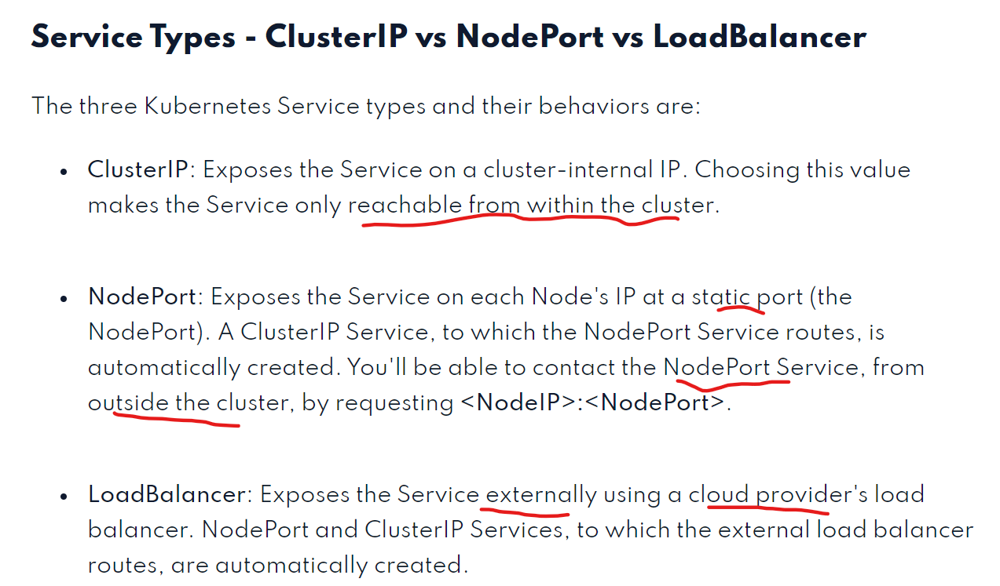 Service Types - ClusterIP vs NodePort vs LoadBalancer
The three Kubernetes Service types and their behaviors are:
• ClusterIP: Exposes the Service on a cluster-internal IP. Choosing this value
makes the Service only reachable from within the cluster.
• NodePort: Exposes the Service on each Node's IP at a static port (the
NodePort). A ClusterIP Service, to which the NodePort Service routes, is
automatically created. You'll be able to contact the NodePort Service, from
outside the cluster, by requesting <NodeIP>:<NodePort>.
• LoadBalancer: Exposes the Service externally using a cloud provider's load
balancer. NodePort and ClusterIP Services, to which the external load balancer
routes, are automatically created.